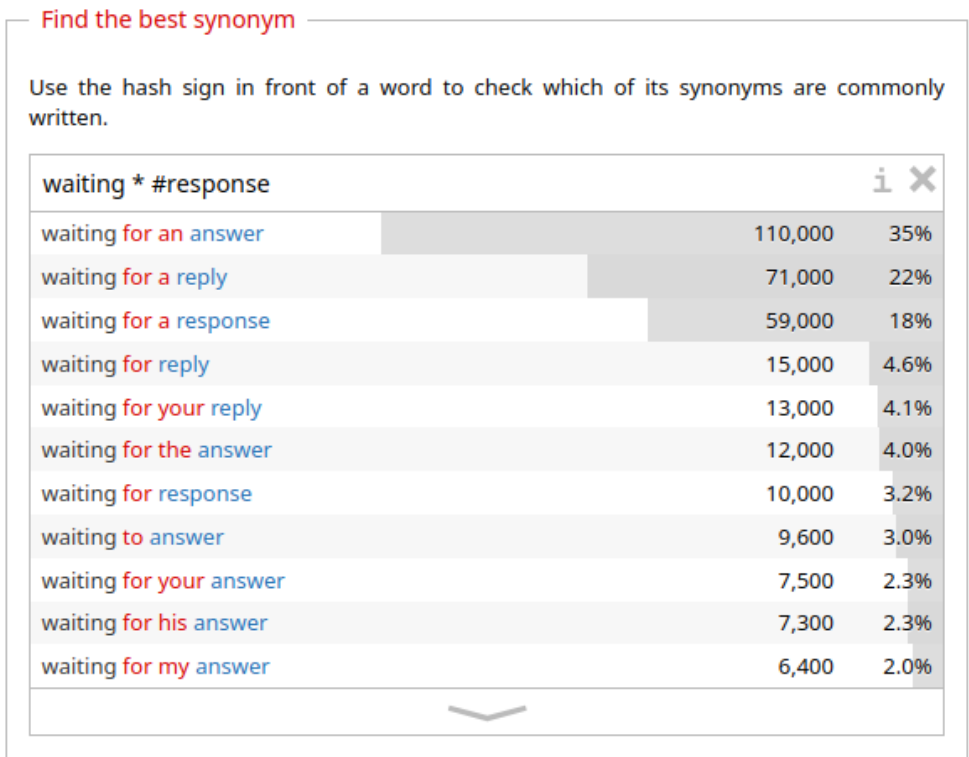 Find the best synonym
Use the hash sign in front of a word to check which of its synonyms are commonly
written.
waiting * #response i ✕
waiting for an answer 110,000 35%
waiting for a reply 71,000 22%
waiting for a response 59,000 18%
waiting for reply 15,000 4.6%
waiting for your reply 13,000 4.1%
waiting for the answer 12,000 4.0%
waiting for response 10,000 3.2%
waiting to answer 9,600 3.0%
waiting for your answer 7,500 2.3%
waiting for his answer 7,300 2.3%
waiting for my answer 6,400 2.0%